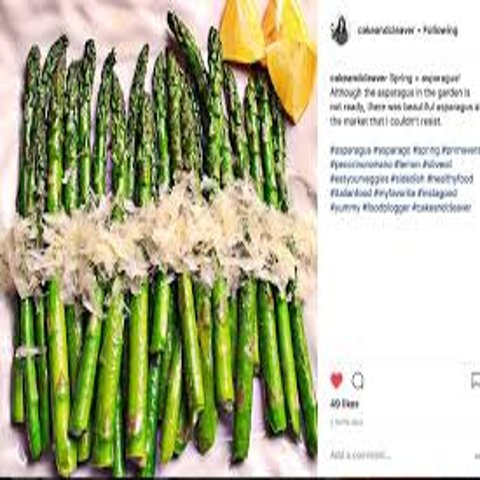 cakeandcleaver • Following
cakeandcleaver Spring = asparagus!
Although the asparagus in the garden is
not ready, there was beautiful asparagus at
the market that I couldn't resist.
#asparagus #asparago #spring #primavera
#pecorinoromano #lemon #oliveoil
#eatyourveggies #sidedish #healthyfood
#italianfood #myfavorite #instagood
#yummy #foodblogger #cakeandcleaver
49 likes
Add a comment...